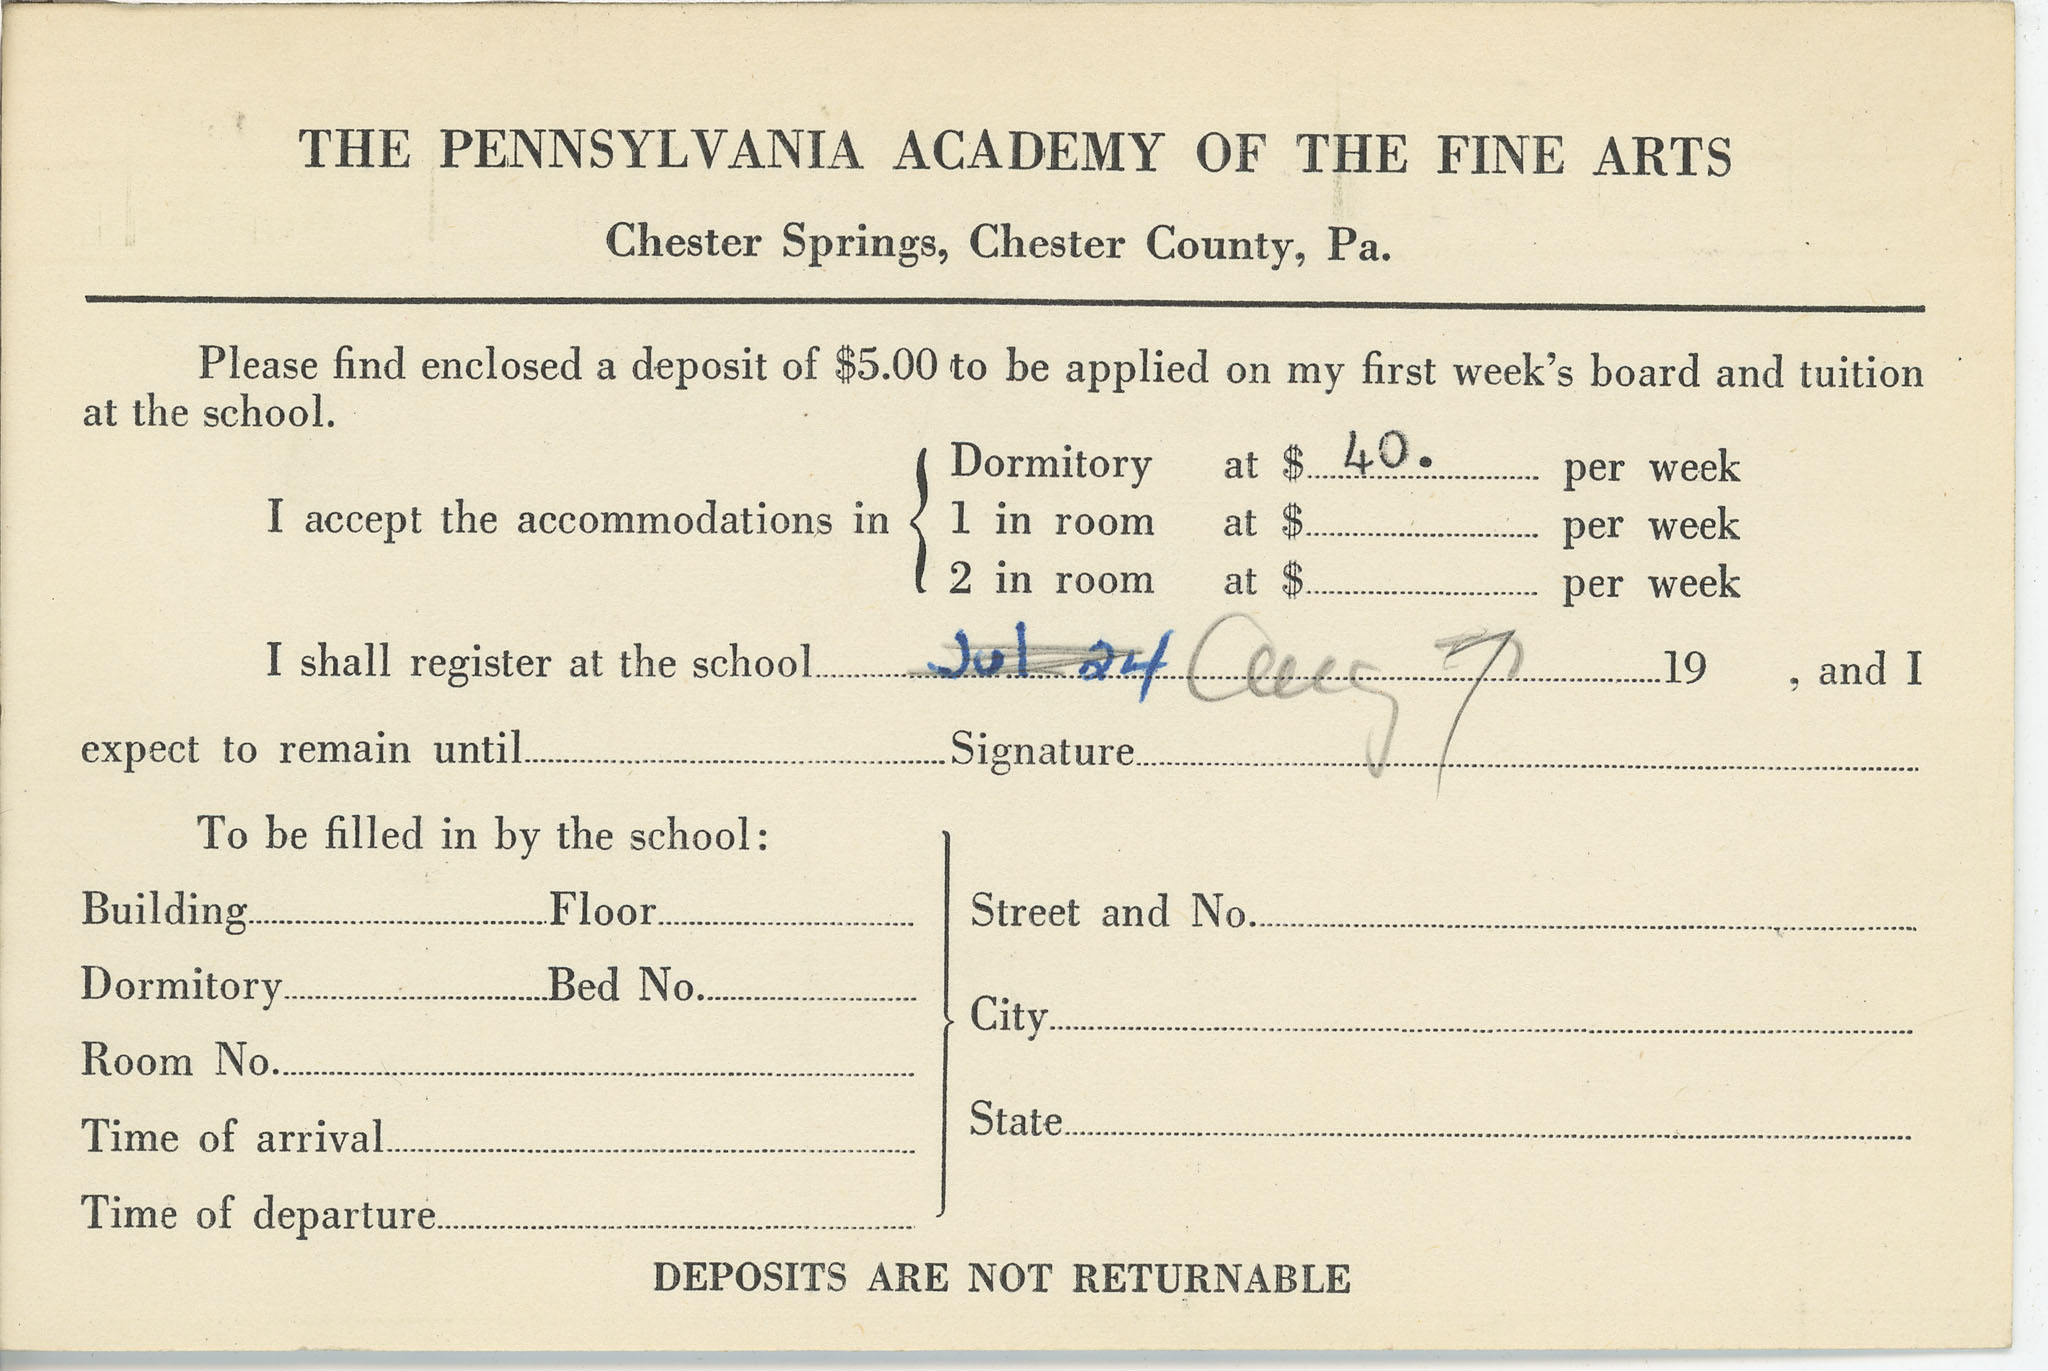 THE PENNSYLVANIA ACADEMY OF THE FINE ARTS
Chester Springs, Chester County, Pa.
Please find enclosed a deposit of $5.00 to be applied on my first week's board and tuition
at the school.
I accept the accommodations in
Dormitory at $ 40. per week
1 in room at $ per week
2 in room at $ per week
I shall register at the school Jul 24 Aug 7 19 , and I
expect to remain until Signature
To be filled in by the school:
Building Floor
Dormitory Bed No.
Room No.
Time of arrival
Time of departure
Street and No.
City
State
DEPOSITS ARE NOT RETURNABLE